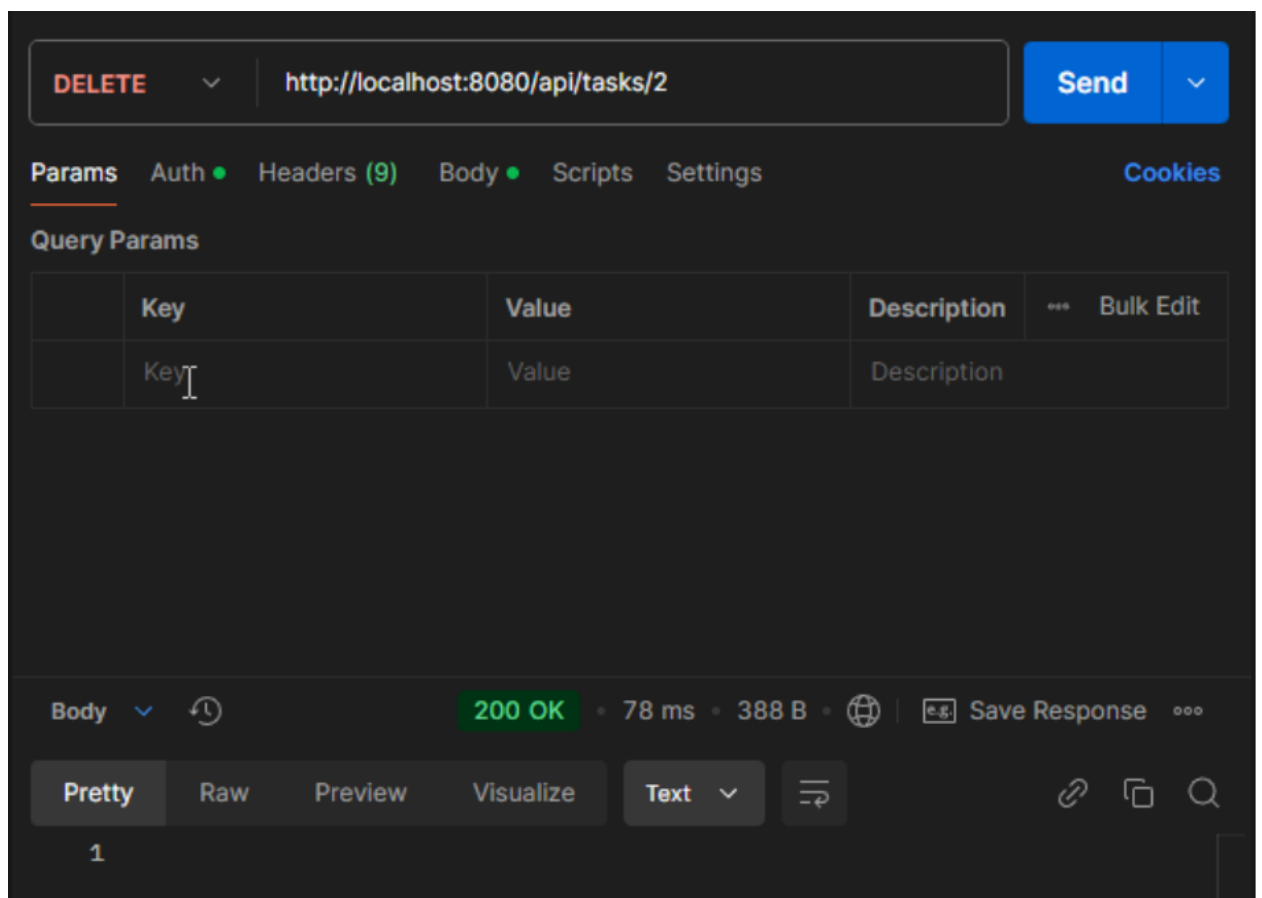 DELETE http://localhost:8080/api/tasks/2 Send
Params Auth Headers (9) Body Scripts Settings Cookies
Query Params
Key Value Description Bulk Edit
Key Value Description
Body 200 OK 78 ms 388 B e.g. Save Response
Pretty Raw Preview Visualize Text
1